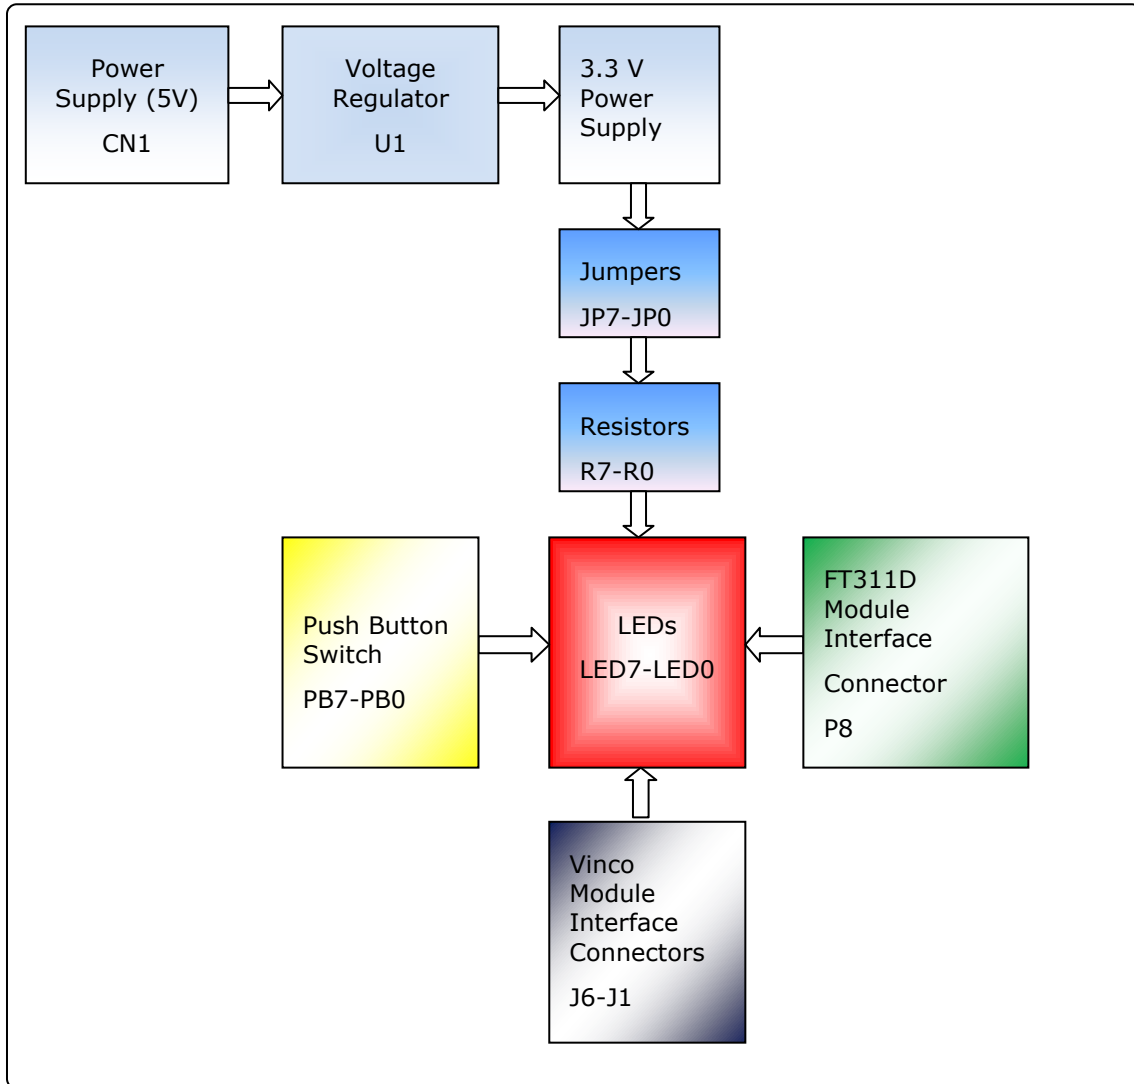 Power
Supply (5V)
CN1
Voltage
Regulator
U1
3.3 V
Power
Supply
Jumpers
JP7-JP0
Resistors
R7-R0
Push Button
Switch
PB7-PB0
LEDs
LED7-LED0
FT311D
Module
Interface
Connector
P8
Vinco
Module
Interface
Connectors
J6-J1